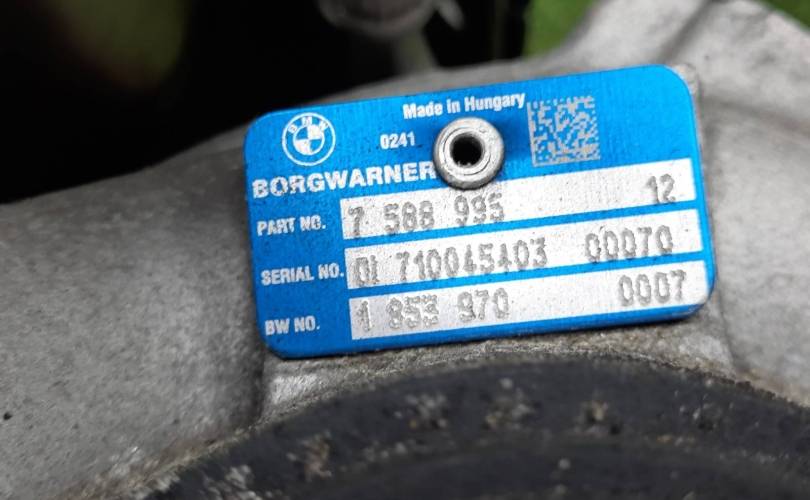 BMW
Made in Hungary
0241
BORGWARNER
PART NO. 7 588 995 12
SERIAL NO. 01 710045403 00070
BW NO. 1 853 970 0007